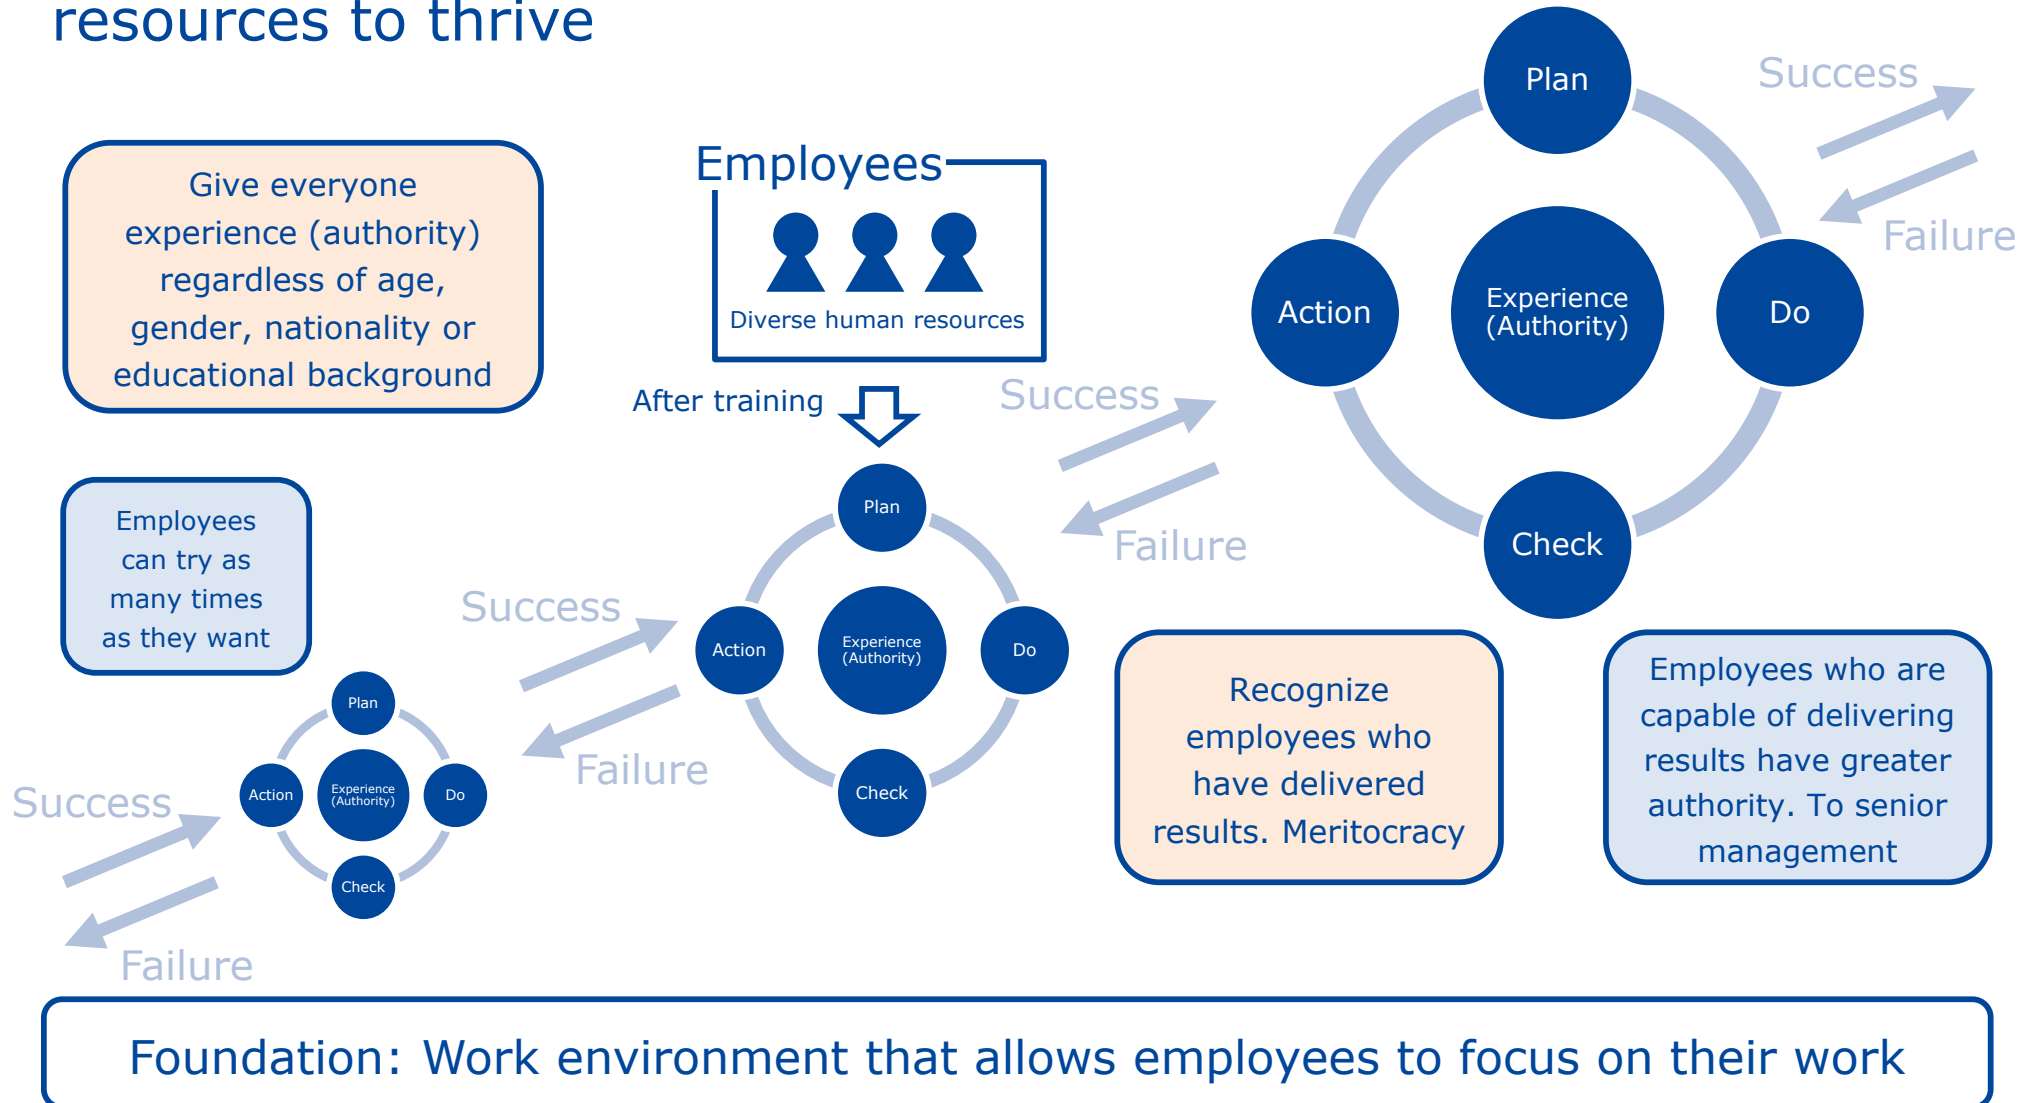 resources to thrive
Give everyone
experience (authority)
regardless of age,
gender, nationality or
educational background
Employees
Diverse human resources
After training
Employees
can try as
many times
as they want
Success
Failure
Plan
Do
Check
Action
Experience
(Authority)
Success
Failure
Plan
Do
Check
Action
Experience
(Authority)
Success
Failure
Plan
Do
Check
Action
Experience
(Authority)
Success
Failure
Recognize
employees who
have delivered
results. Meritocracy
Employees who are
capable of delivering
results have greater
authority. To senior
management
Foundation: Work environment that allows employees to focus on their work